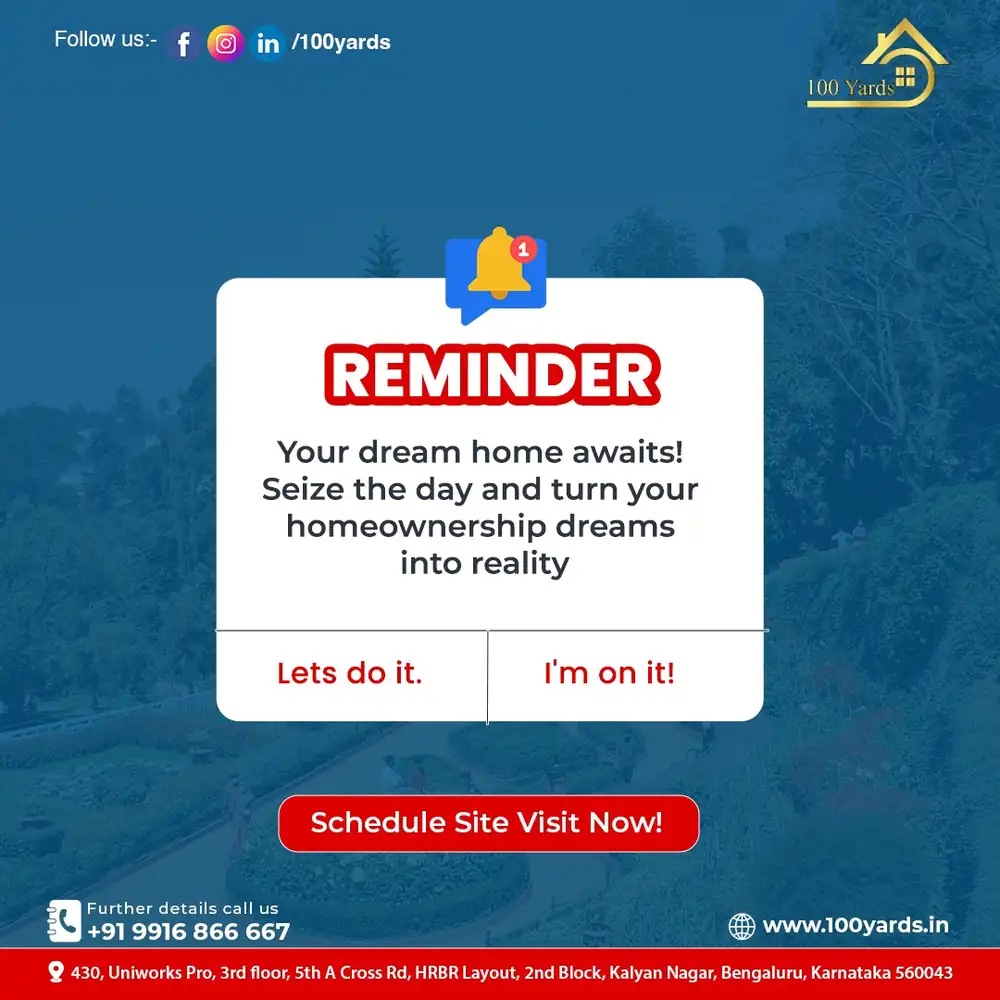 Follow us:- f in /100yards
100 Yards
1
REMINDER
Your dream home awaits!
Seize the day and turn your
homeownership dreams
into reality
Lets do it.
I'm on it!
Schedule Site Visit Now!
Further details call us
+91 9916 866 667
www.100yards.in
430, Uniworks Pro, 3rd floor, 5th A Cross Rd, HRBR Layout, 2nd Block, Kalyan Nagar, Bengaluru, Karnataka 560043